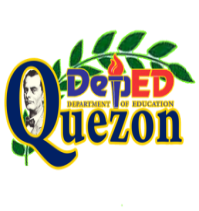 DepED
DEPARTMENT OF EDUCATION
Quezon